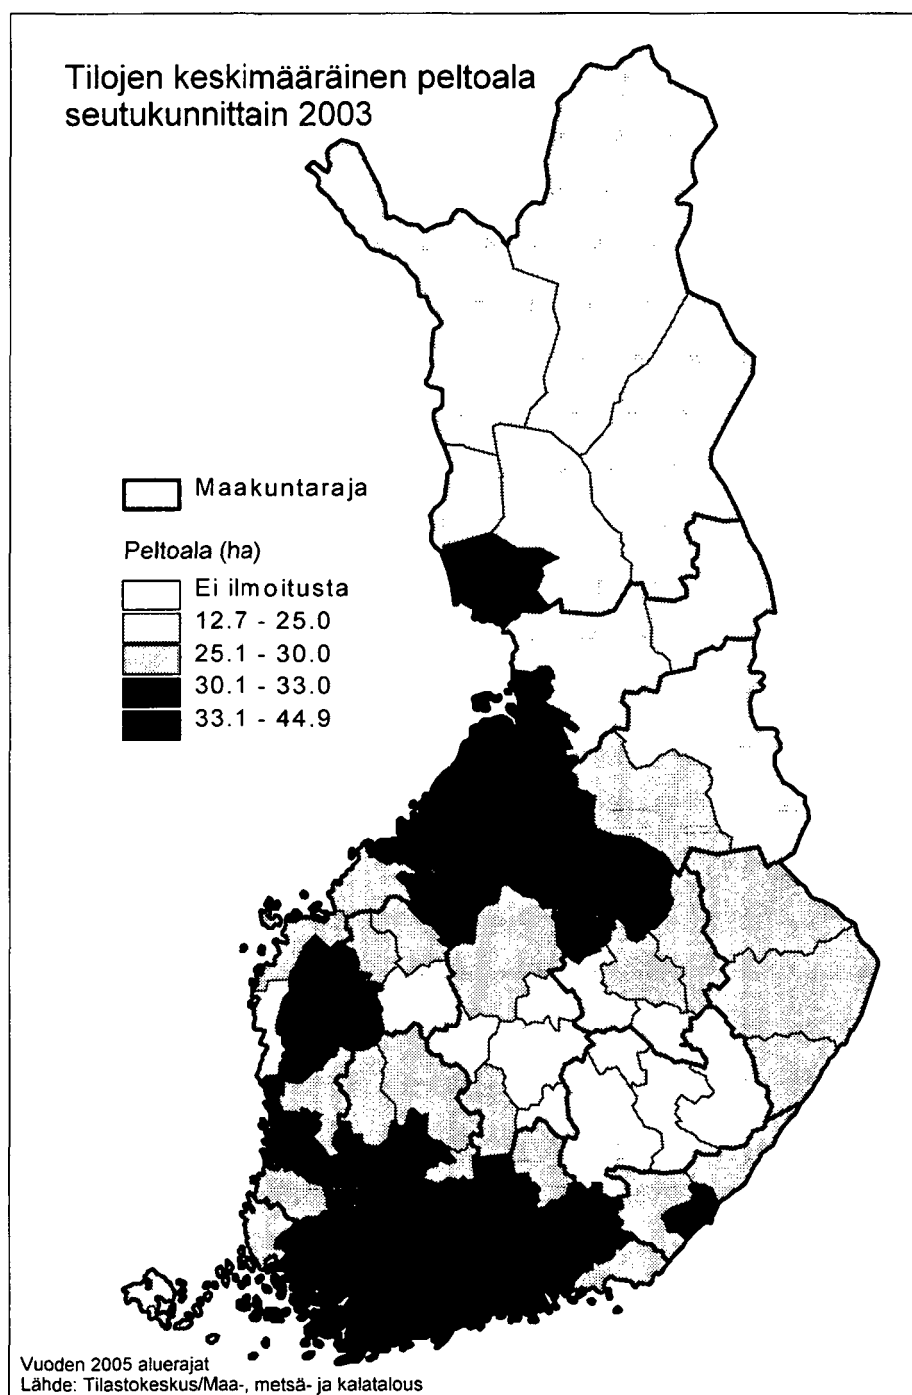 Tilojen keskimääräinen peltoala
seutukunnittain 2003
Maakuntaraja
Peltoala (ha)
Ei ilmoitusta
12.7 - 25.0
25.1 - 30.0
30.1 - 33.0
33.1 - 44.9
Vuoden 2005 aluerajat
Lähde: Tilastokeskus/Maa-, metsä- ja kalatalous